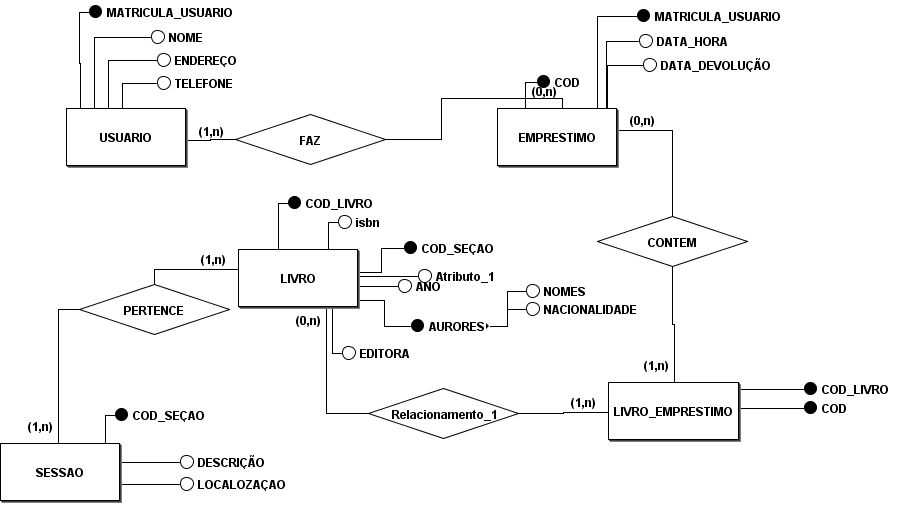 MATRICULA_USUARIO
NOME
ENDEREÇO
TELEFONE
USUARIO
(1,n)
FAZ
(0,n)
COD
MATRICULA_USUARIO
DATA_HORA
DATA_DEVOLUÇÃO
EMPRESTIMO
(0,n)
CONTEM
(1,n)
COD_LIVRO
isbn
COD_SEÇAO
Atributo_1
ANO
AURORES
NOMES
NACIONALIDADE
EDITORA
LIVRO
(1,n)
PERTENCE
(0,n)
Relacionamento_1
(1,n)
LIVRO_EMPRESTIMO
COD_LIVRO
COD
(1,n)
COD_SEÇAO
SESSAO
DESCRIÇÃO
LOCALOZAÇAO